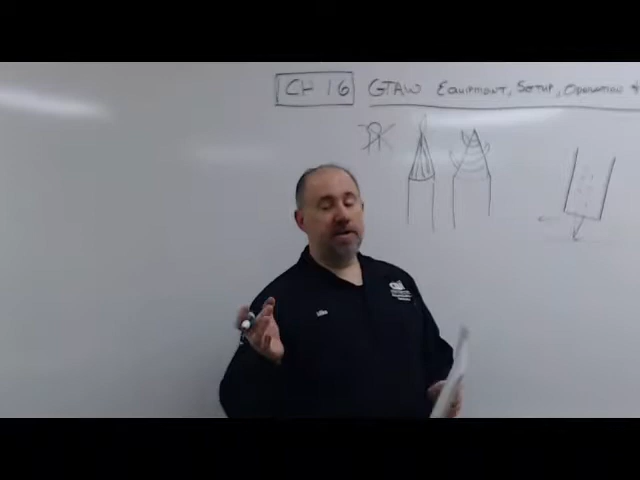 CH 16 GTAW EQUIPMENT, SETUP, OPERATION &